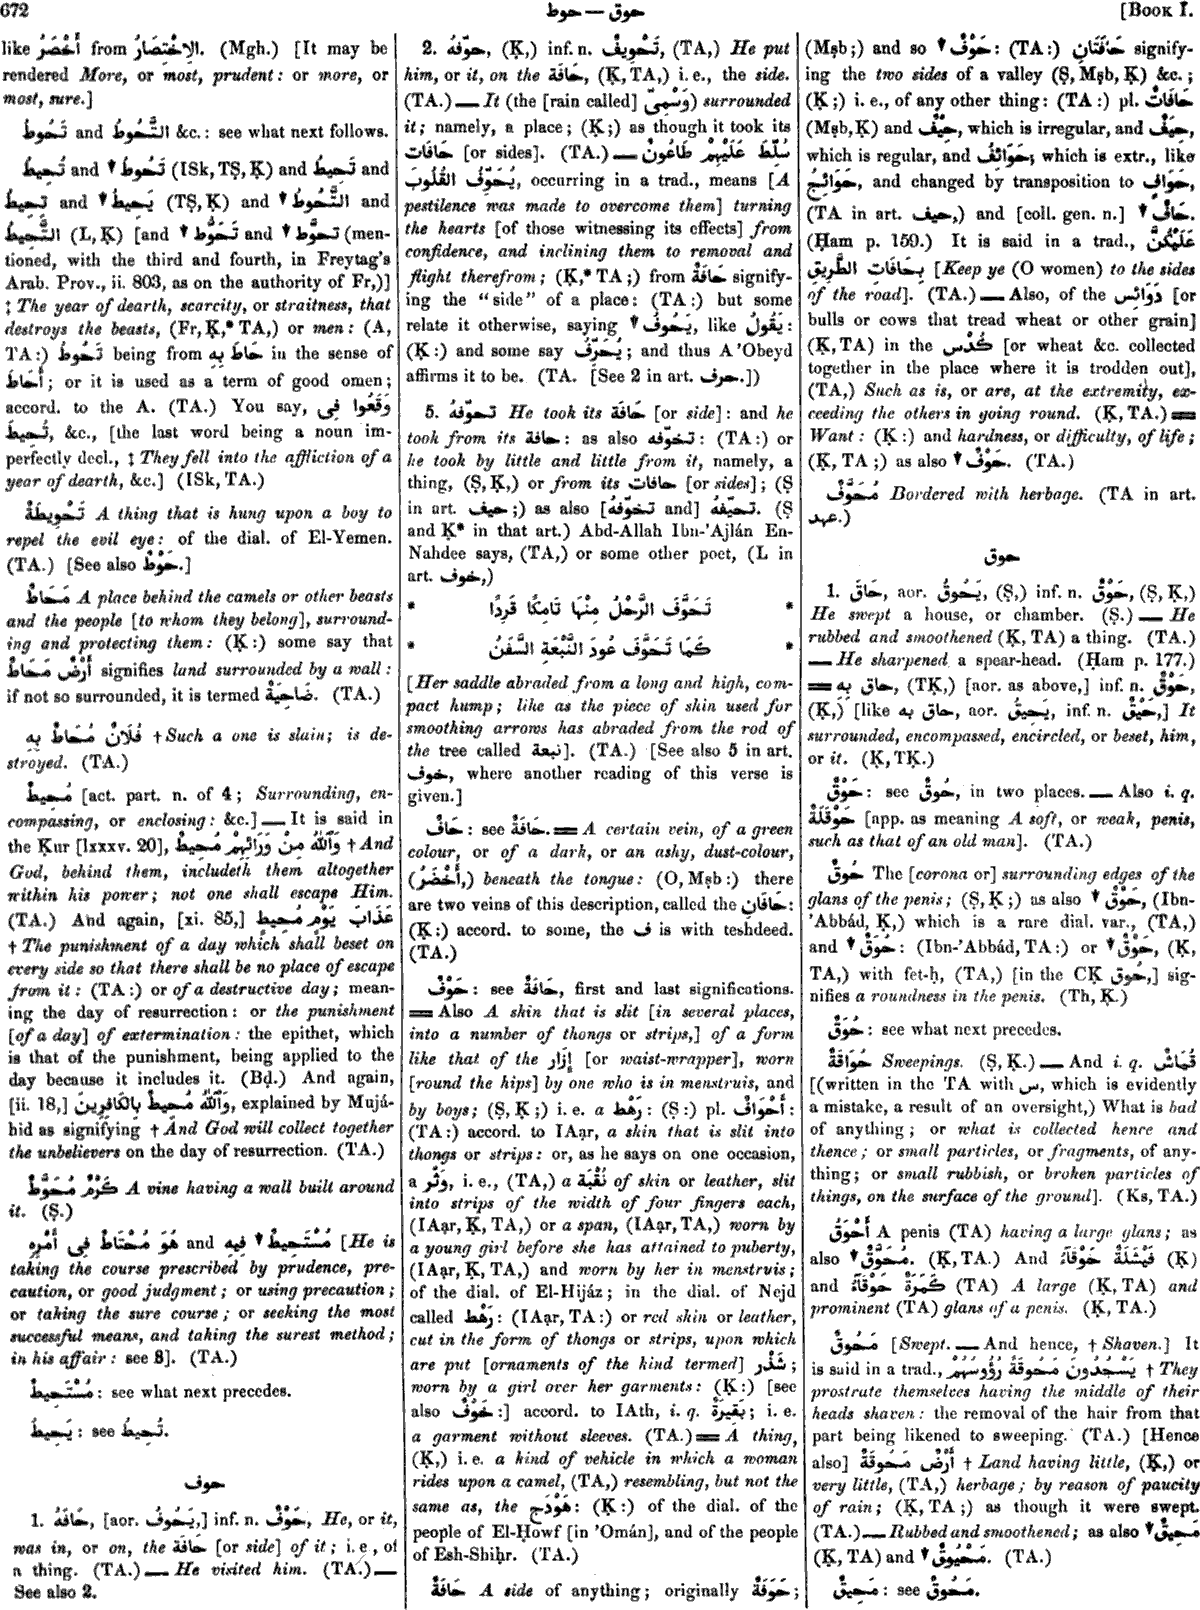 672
حوط — حوق
[Book I.
like أَخْصَرُ from الاِخْتِصَارُ. (Mgh.) [It may be
rendered More, or most, prudent: or more, or
most, sure.]
تَحُوطُ and التَّحُوطُ &c.: see what next follows.
تُحِيطُ and ▾ تَحُوطُ (ISk, TṢ, Ḳ) and تَحِيطُ and
تِحِيطُ and ▾ يَحِيطُ (TṢ, Ḳ) and ▾ التَّحُوطُ and
التَّحِيطُ (L, Ḳ) [and ▾ تَحَوُّطُ and ▾ تحوَّطُ (men-
tioned, with the third and fourth, in Freytag's
Arab. Prov., ii. 803, as on the authority of Fr,)]
‡ The year of dearth, scarcity, or straitness, that
destroys the beasts, (Fr, Ḳ,* TA,) or men: (A,
TA:) تَحُوطُ being from حَاطَ بِهِ in the sense of
أَحَاطَ; or it is used as a term of good omen;
accord. to the A. (TA.) You say, وَقَعُوا فِى
تُحِيطَ, &c., [the last word being a noun im-
perfectly decl., ‡ They fell into the affliction of a
year of dearth, &c.] (ISk, TA.)
تَحْوِيطَةٌ A thing that is hung upon a boy to
repel the evil eye: of the dial. of El-Yemen.
(TA.) [See also حَوْطٌ.]
مَحَاطٌ A place behind the camels or other beasts
and the people [to whom they belong], surround-
ing and protecting them: (Ḳ:) some say that
أَرْضٌ مَحَاطٌ signifies land surrounded by a wall:
if not so surrounded, it is termed ضَاحِيَةٌ. (TA.)
فُلَانٌ مُحَاطٌ بِهِ † Such a one is slain; is de-
stroyed. (TA.)
مُحِيطٌ [act. part. n. of 4; Surrounding, en-
compassing, or enclosing: &c.] — It is said in
the Ḳur [lxxxv. 20], وَٱللّٰهُ مِنْ وَرَائِهِمْ مُحِيطٌ † And
God, behind them, includeth them altogether
within his power; not one shall escape Him.
(TA.) And again, [xi. 85,] عَذَابَ يَوْمٍ مُحِيطٍ
† The punishment of a day which shall beset on
every side so that there shall be no place of escape
from it: (TA:) or of a destructive day; mean-
ing the day of resurrection: or the punishment
[of a day] of extermination: the epithet, which
is that of the punishment, being applied to the
day because it includes it. (Bḍ.) And again,
[ii. 18,] وَٱللّٰهُ مُحِيطٌ بِالكَافِرِينَ, explained by Mujá-
hid as signifying † And God will collect together
the unbelievers on the day of resurrection. (TA.)
كَرْمٌ مُحَوَّطٌ A vine having a wall built around
it. (Ṣ.)
هُوَ مُحْتَاطٌ فِى أَمْرِهِ and ▾ مُسْتَحِيطٌ فِيهِ [He is
taking the course prescribed by prudence, pre-
caution, or good judgment; or using precaution;
or taking the sure course; or seeking the most
successful means, and taking the surest method;
in his affair: see 8]. (TA.)
مُسْتَحِيطٌ: see what next precedes.
يَحِيطُ: see تُحِيطُ.
حوف
1. حَافَهُ, [aor. يَحُوفُ,] inf. n. حَوْفٌ, He, or it,
was in, or on, the حَافَة [or side] of it; i. e., of
a thing. (TA.) — He visited him. (TA.) —
See also 2.
2. حوّفهُ, (Ḳ,) inf. n. تَحْوِيفٌ, (TA,) He put
him, or it, on the حَافَة, (Ḳ, TA,) i. e., the side.
(TA.) — It (the [rain called] وَسْمِىّ) surrounded
it; namely, a place; (Ḳ;) as though it took its
حَافَات [or sides]. (TA.) — سُلِّطَ عَلَيْهِمْ طَاعُونٌ
يُحَوِّفُ القُلُوبَ, occurring in a trad., means [A
pestilence was made to overcome them] turning
the hearts [of those witnessing its effects] from
confidence, and inclining them to removal and
flight therefrom; (Ḳ,* TA;) from حَافَةٌ signify-
ing the "side" of a place: (TA:) but some
relate it otherwise, saying ▾ يَحُوفُ, like يَقُولُ:
(Ḳ:) and some say يُحَرِّفُ; and thus A'Obeyd
affirms it to be. (TA. [See 2 in art. حرف.])
5. تحوّفهُ He took its حَافَة [or side]: and he
took from its حافة: as also تخوّفه: (TA:) or
he took by little and little from it, namely, a
thing, (Ṣ, Ḳ,) or from its حافات [or sides]; (Ṣ
in art. حيف;) as also [تخوّفهُ and] تحيّفهُ. (Ṣ
and Ḳ* in that art.) Abd-Allah Ibn-'Ajlán En-
Nahdee says, (TA,) or some other poet, (L in
art. خوف,)
* تَحَوَّفَ الرَّحْلُ مِنْهَا تَامِكًا قَرِدًا *
* كَمَا تَحَوَّفَ عُودَ النَّبْعَةِ السَّفَنُ *
[Her saddle abraded from a long and high, com-
pact hump; like as the piece of skin used for
smoothing arrows has abraded from the rod of
the tree called نبعة]. (TA.) [See also 5 in art.
خوف, where another reading of this verse is
given.]
حَافٌ: see حَافَةٌ. = A certain vein, of a green
colour, or of a dark, or an ashy, dust-colour,
(أَخْضَرُ,) beneath the tongue: (O, Mṣb:) there
are two veins of this description, called the حَافَانِ:
(Ḳ:) accord. to some, the ف is with teshdeed.
(TA.)
حَوْفٌ: see حَافَةٌ, first and last significations.
= Also A skin that is slit [in several places,
into a number of thongs or strips,] of a form
like that of the إِزَار [or waist-wrapper], worn
[round the hips] by one who is in menstruis, and
by boys; (Ṣ, Ḳ;) i. e. a رَهْط: (Ṣ:) pl. أَحْوَافٌ:
(TA:) accord. to IAạr, a skin that is slit into
thongs or strips: or, as he says on one occasion,
a وَثْر, i. e., (TA,) a نُقْبَة of skin or leather, slit
into strips of the width of four fingers each,
(IAạr, Ḳ, TA,) or a span, (IAạr, TA,) worn by
a young girl before she has attained to puberty,
(IAạr, Ḳ, TA,) and worn by her in menstruis;
of the dial. of El-Hijáz; in the dial. of Nejd
called رَهْط: (IAạr, TA:) or red skin or leather,
cut in the form of thongs or strips, upon which
are put [ornaments of the kind termed] شَذْر;
worn by a girl over her garments: (Ḳ:) [see
also خَوْفٌ:] accord. to IAth, i. q. بَقِيرَةٌ; i. e.
a garment without sleeves. (TA.) = A thing,
(Ḳ,) i. e. a kind of vehicle in which a woman
rides upon a camel, (TA,) resembling, but not the
same as, the هَوْدَج: (Ḳ:) of the dial. of the
people of El-Ḥowf [in 'Omán], and of the people
of Esh-Shiḥr. (TA.)
حَافَةٌ A side of anything; originally حَوَفَةٌ;
(Mṣb;) and so ▾ حَوْفٌ: (TA:) حَافَتَانِ signify-
ing the two sides of a valley (Ṣ, Mṣb, Ḳ) &c.;
(Ḳ;) i. e., of any other thing: (TA:) pl. حَافَاتٌ
(Mṣb, Ḳ) and حِيَفٌ, which is irregular, and حِيفٌ,
which is regular, and حَوَائِفُ, which is extr., like
حَوَائِجُ, and changed by transposition to حَوَافٍ,
(TA in art. حيف,) and [coll. gen. n.] ▾ حَافٌ.
(Ḥam p. 159.) It is said in a trad., عَلَيْكُنَّ
بِحَافَاتِ الطَّرِيقِ [Keep ye (O women) to the sides
of the road]. (TA.) — Also, of the دَوَائِس [or
bulls or cows that tread wheat or other grain]
(Ḳ, TA) in the كُدْس [or wheat &c. collected
together in the place where it is trodden out],
(TA,) Such as is, or are, at the extremity, ex-
ceeding the others in going round. (Ḳ, TA.) =
Want: (Ḳ:) and hardness, or difficulty, of life;
(Ḳ, TA;) as also ▾ حَوْفٌ. (TA.)
مُحَوَّفٌ Bordered with herbage. (TA in art.
عهد.)
حوق
1. حَاقَ, aor. يَحُوقُ, (Ṣ,) inf. n. حَوْقٌ, (Ṣ, Ḳ,)
He swept a house, or chamber. (Ṣ.) — He
rubbed and smoothened (Ḳ, TA) a thing. (TA.)
— He sharpened a spear-head. (Ḥam p. 177.)
= حاق بِهِ, (TḲ,) [aor. as above,] inf. n. حَوْقٌ,
(Ḳ,) [like حاق به, aor. يَحِيقُ, inf. n. حَيْقٌ,] It
surrounded, encompassed, encircled, or beset, him,
or it. (Ḳ, TḲ.)
حَوْقٌ: see حُوقٌ, in two places. — Also i. q.
حَوْقَلَةٌ [app. as meaning A soft, or weak, penis,
such as that of an old man]. (TA.)
حُوقٌ The [corona or] surrounding edges of the
glans of the penis; (Ṣ, Ḳ;) as also ▾ حَوْقٌ, (Ibn-
'Abbád, Ḳ,) which is a rare dial. var., (TA,)
and ▾ حُوَقٌ: (Ibn-'Abbád, TA:) or ▾ حَوْقٌ, (Ḳ,
TA,) with fet-ḥ, (TA,) [in the CḲ حُوق,] sig-
nifies a roundness in the penis. (Th, Ḳ.)
حُوَقٌ: see what next precedes.
حُوَاقَةٌ Sweepings. (Ṣ, Ḳ.) — And i. q. قُمَاشٌ
[(written in the TA with س, which is evidently
a mistake, a result of an oversight,) What is bad
of anything; or what is collected hence and
thence; or small particles, or fragments, of any-
thing; or small rubbish, or broken particles of
things, on the surface of the ground]. (Ks, TA.)
أَحْوَقُ A penis (TA) having a large glans; as
also ▾ مُحَوَّقٌ. (Ḳ, TA.) And فَيْشَلَةٌ حَوْقَآءُ (Ḳ)
and كَمَرَةٌ حَوْقَآءُ (TA) A large (Ḳ, TA) and
prominent (TA) glans of a penis. (Ḳ, TA.)
مَحُوقٌ [Swept. — And hence, † Shaven.] It
is said in a trad., يَسْجُدُونَ مَحُوقَةً رُؤُوسُهُمْ † They
prostrate themselves having the middle of their
heads shaven: the removal of the hair from that
part being likened to sweeping. (TA.) [Hence
also] أَرْضٌ مَحُوقَةٌ † Land having little, (Ḳ,) or
very little, (TA,) herbage; by reason of paucity
of rain; (Ḳ, TA;) as though it were swept.
(TA.) — Rubbed and smoothened; as also ▾ مَحِيقٌ
(Ḳ, TA) and ▾ مَحْيُوقٌ. (TA.)
مَحِيقٌ: see مَحُوقٌ.